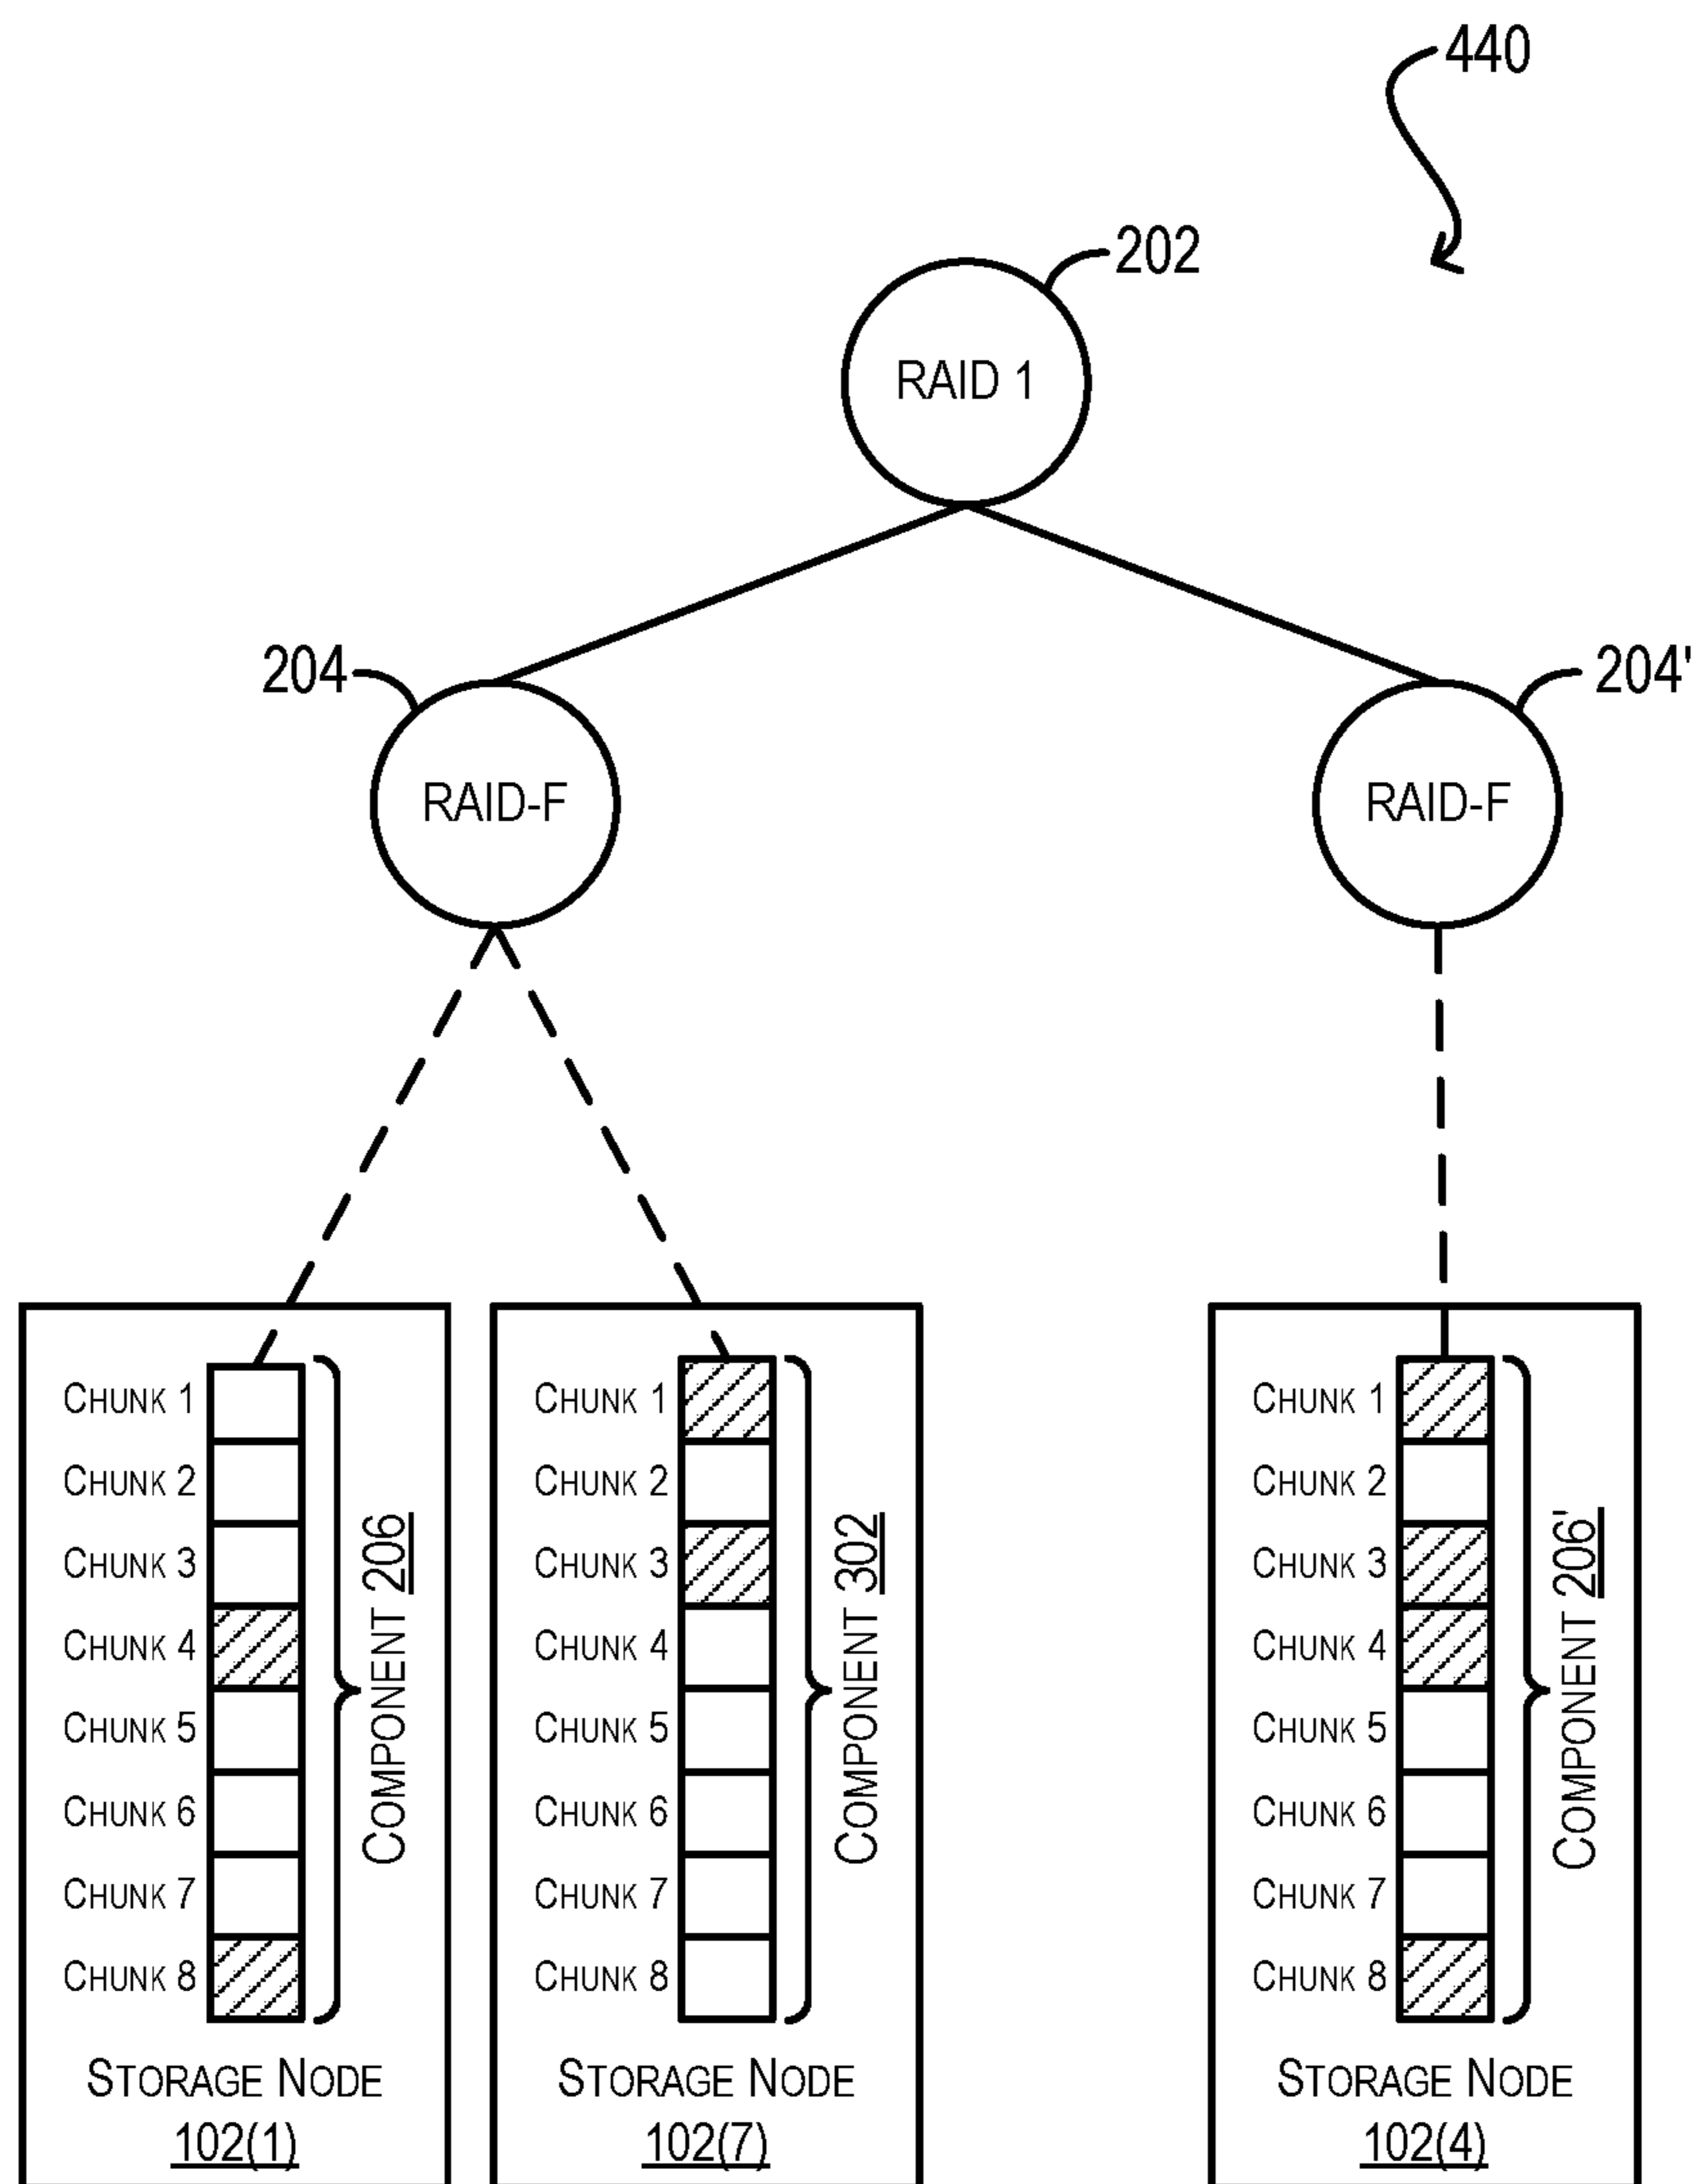 440
202
RAID 1
204
204'
RAID-F
RAID-F
CHUNK 1
CHUNK 2
CHUNK 3
CHUNK 4
CHUNK 5
CHUNK 6
CHUNK 7
CHUNK 8
COMPONENT 206
STORAGE NODE
102(1)
CHUNK 1
CHUNK 2
CHUNK 3
CHUNK 4
CHUNK 5
CHUNK 6
CHUNK 7
CHUNK 8
COMPONENT 302
STORAGE NODE
102(7)
CHUNK 1
CHUNK 2
CHUNK 3
CHUNK 4
CHUNK 5
CHUNK 6
CHUNK 7
CHUNK 8
COMPONENT 206'
STORAGE NODE
102(4)